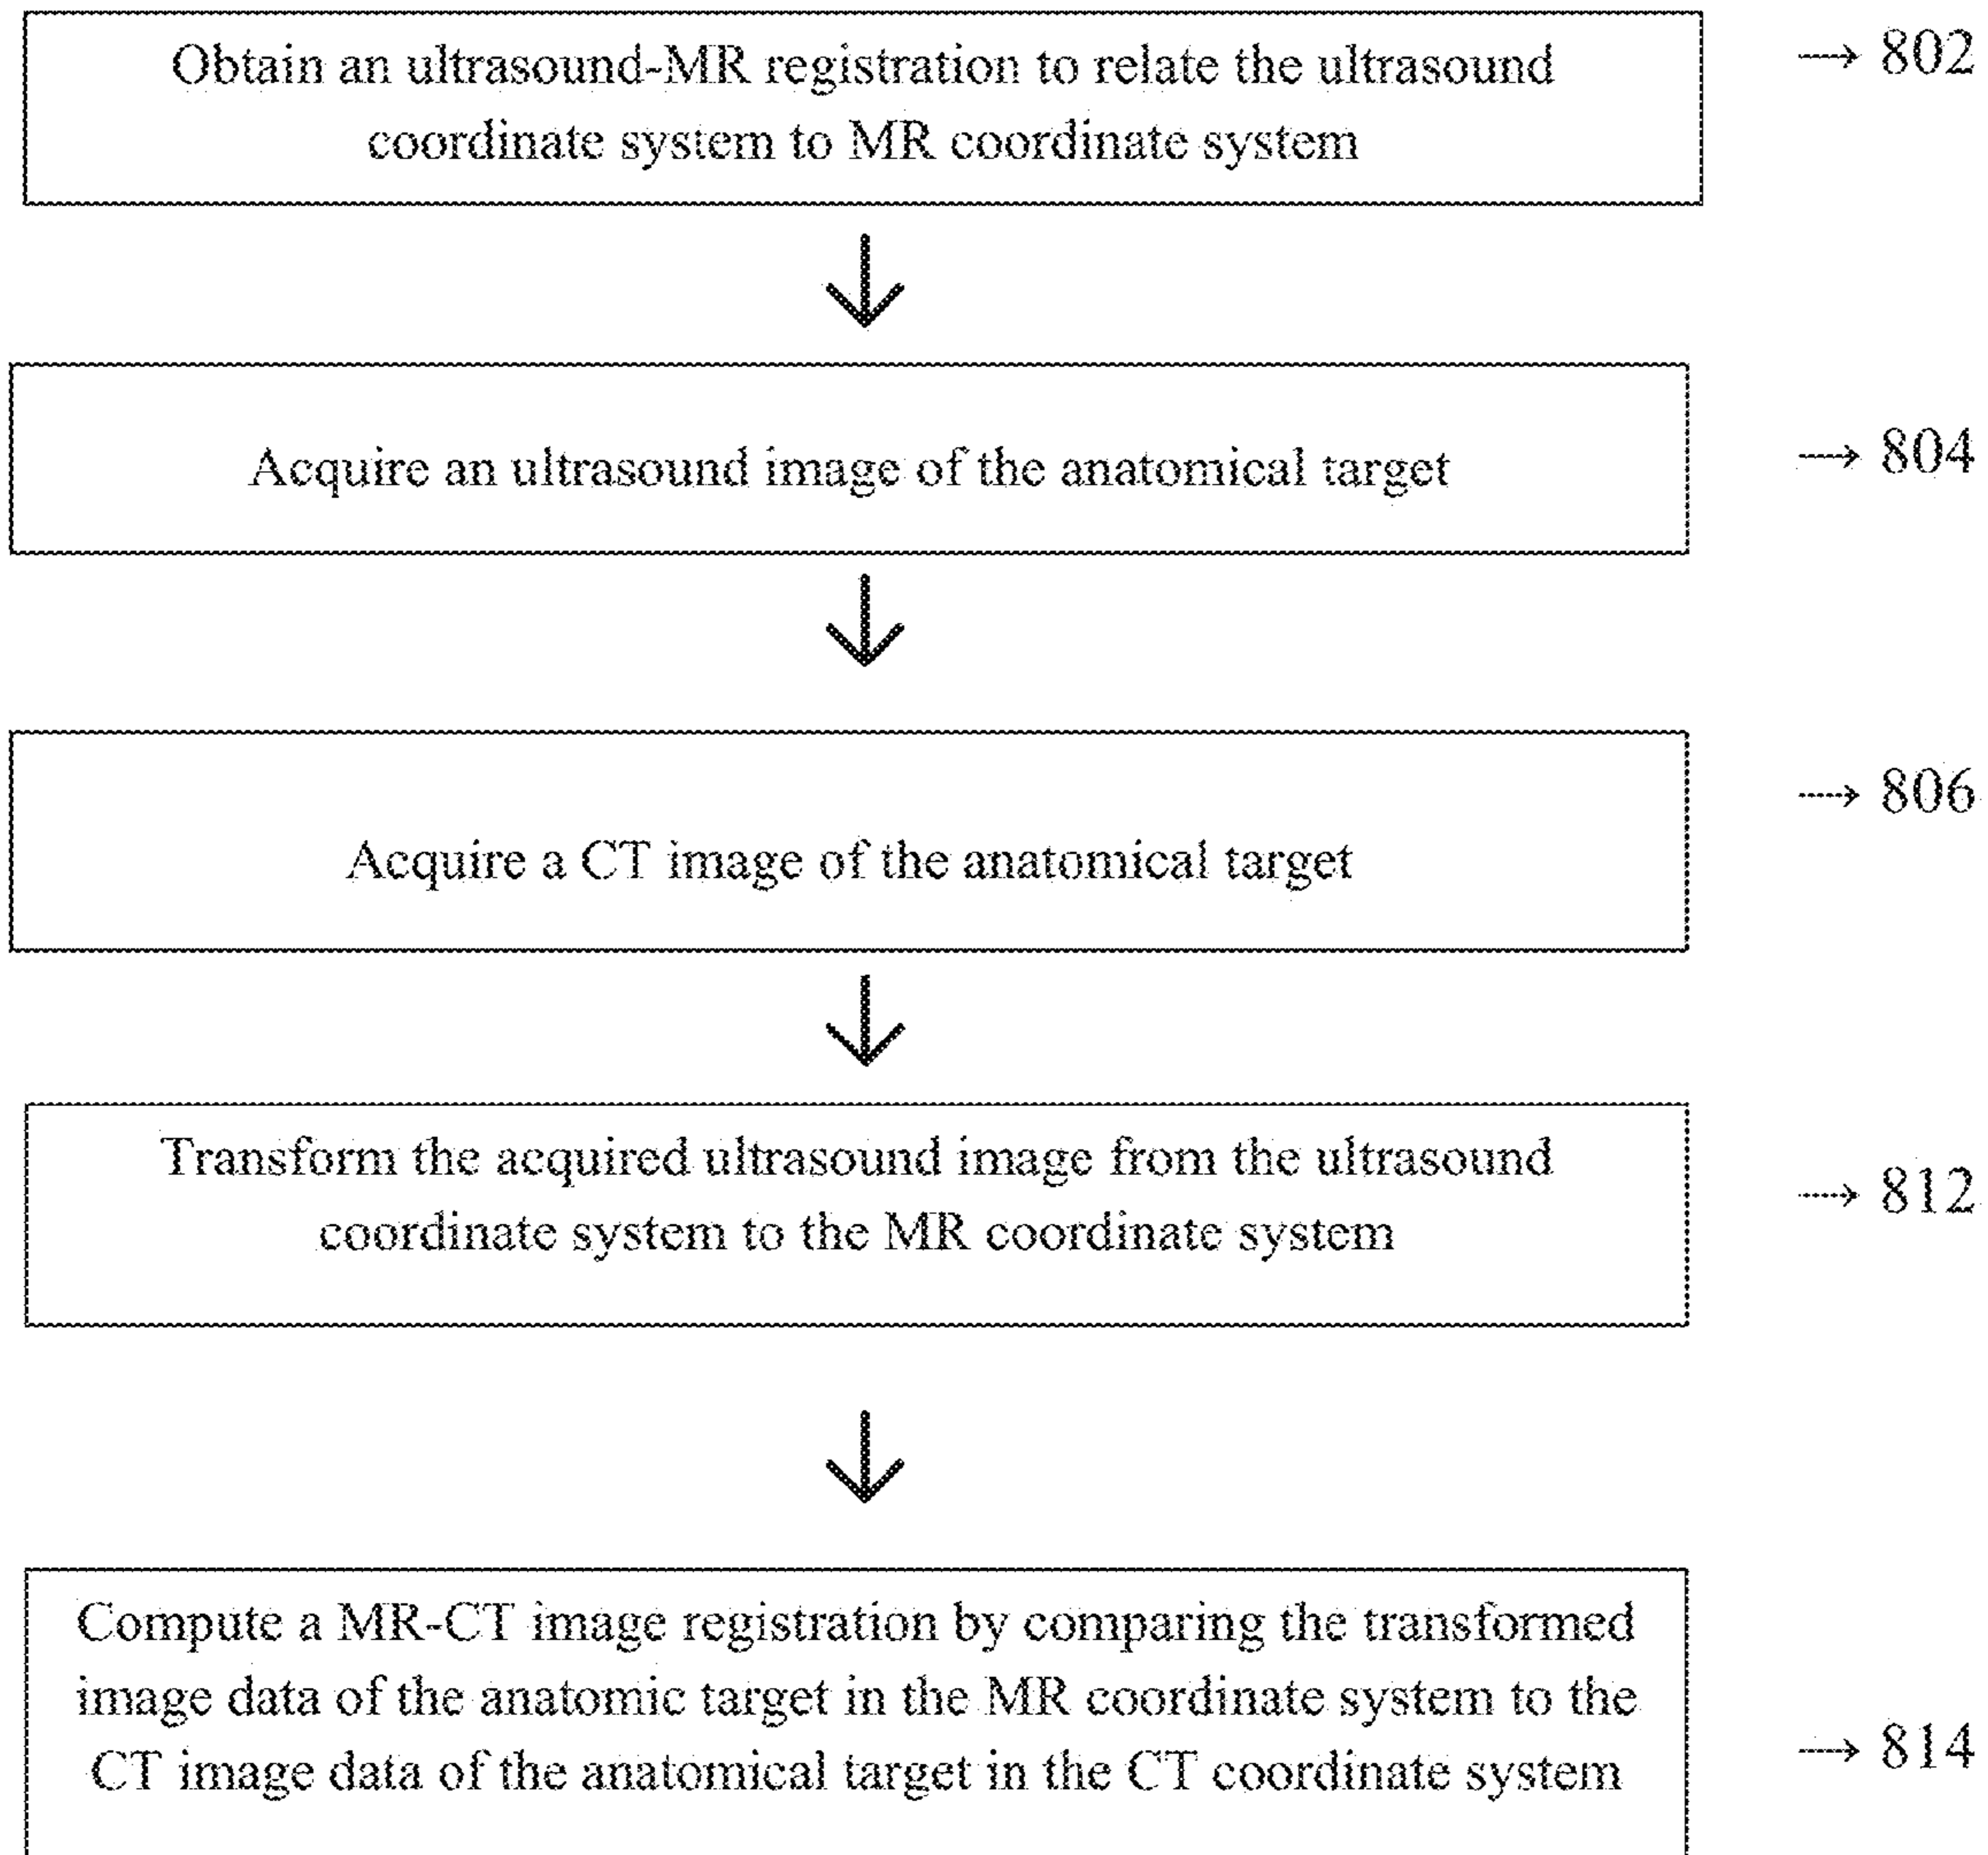 Obtain an ultrasound-MR registration to relate the ultrasound
coordinate system to MR coordinate system
→ 802
Acquire an ultrasound image of the anatomical target
→ 804
Acquire a CT image of the anatomical target
→ 806
Transform the acquired ultrasound image from the ultrasound
coordinate system to the MR coordinate system
→ 812
Compute a MR-CT image registration by comparing the transformed
image data of the anatomic target in the MR coordinate system to the
CT image data of the anatomical target in the CT coordinate system
→ 814